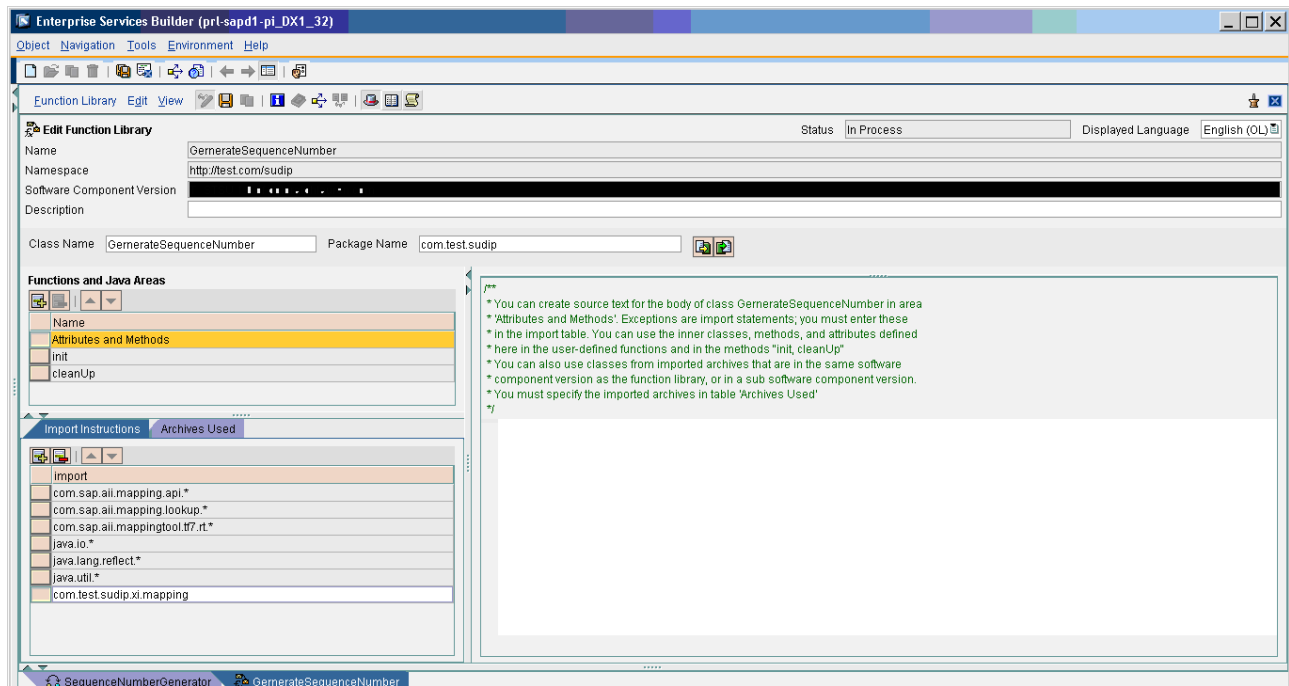 Enterprise Services Builder (prl-sapd1-pi_DX1_32)
Object Navigation Tools Environment Help
Function Library Edit View
Edit Function Library Status In Process Displayed Language English (OL)
Name GernerateSequenceNumber
Namespace http://test.com/sudip
Software Component Version
Description
Class Name GernerateSequenceNumber Package Name com.test.sudip
Functions and Java Areas
Name
Attributes and Methods
init
cleanUp
Import Instructions Archives Used
import
com.sap.aii.mapping.api.*
com.sap.aii.mapping.lookup.*
com.sap.aii.mappingtool.tf7.rt.*
java.io.*
java.lang.reflect.*
java.util.*
com.test.sudip.xi.mapping
/**
* You can create source text for the body of class GernerateSequenceNumber in area
* 'Attributes and Methods'. Exceptions are import statements; you must enter these
* in the import table. You can use the inner classes, methods, and attributes defined
* here in the user-defined functions and in the methods "init, cleanUp"
* You can also use classes from imported archives that are in the same software
* component version as the function library, or in a sub software component version.
* You must specify the imported archives in table 'Archives Used'
*/
SequenceNumberGenerator GernerateSequenceNumber